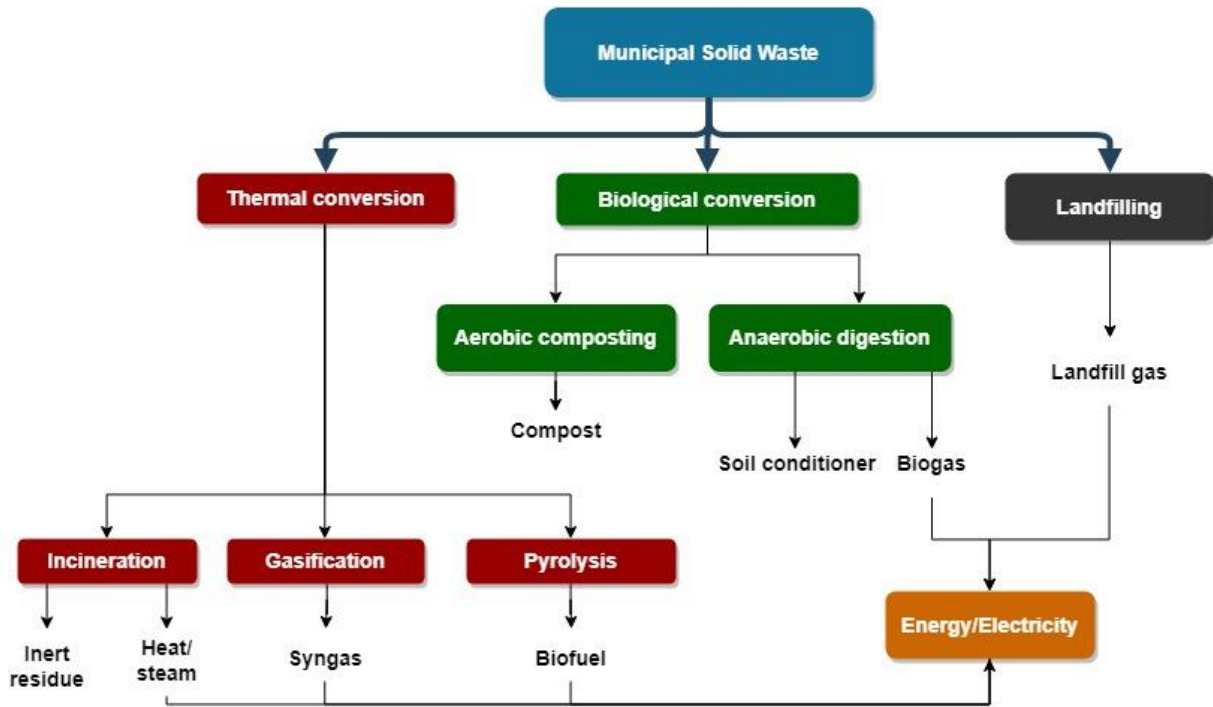 Municipal Solid Waste
Thermal conversion
Biological conversion
Landfilling
Aerobic composting
Anaerobic digestion
Landfill gas
Compost
Soil conditioner
Biogas
Incineration
Gasification
Pyrolysis
Energy/Electricity
Inert
residue
Heat/
steam
Syngas
Biofuel